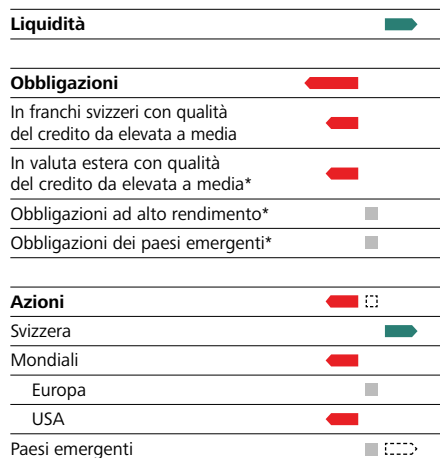 Liquidità
Obbligazioni
In franchi svizzeri con qualità
del credito da elevata a media
In valuta estera con qualità
del credito da elevata a media*
Obbligazioni ad alto rendimento*
Obbligazioni dei paesi emergenti*
Azioni
Svizzera
Mondiali
Europa
USA
Paesi emergenti